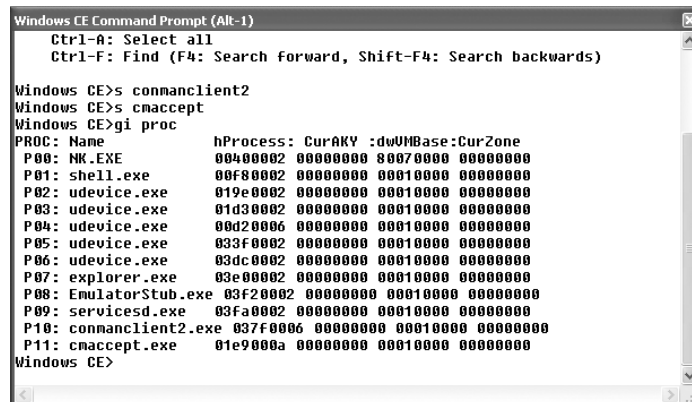 Windows CE Command Prompt (Alt-1)
Ctrl-A: Select all
Ctrl-F: Find (F4: Search forward, Shift-F4: Search backwards)
Windows CE>s conmanclient2
Windows CE>s cmaccept
Windows CE>gi proc
PROC: Name hProcess: CurAKY :dwVMBase:CurZone
P00: NK.EXE 00400002 00000000 80070000 00000000
P01: shell.exe 00f80002 00000000 00010000 00000000
P02: udevice.exe 019e0002 00000000 00010000 00000000
P03: udevice.exe 01d30002 00000000 00010000 00000000
P04: udevice.exe 00d20006 00000000 00010000 00000000
P05: udevice.exe 033f0002 00000000 00010000 00000000
P06: udevice.exe 03dc0002 00000000 00010000 00000000
P07: explorer.exe 03e00002 00000000 00010000 00000000
P08: EmulatorStub.exe 03f20002 00000000 00010000 00000000
P09: servicesd.exe 03fa0002 00000000 00010000 00000000
P10: conmanclient2.exe 037f0006 00000000 00010000 00000000
P11: cmaccept.exe 01e9000a 00000000 00010000 00000000
Windows CE>